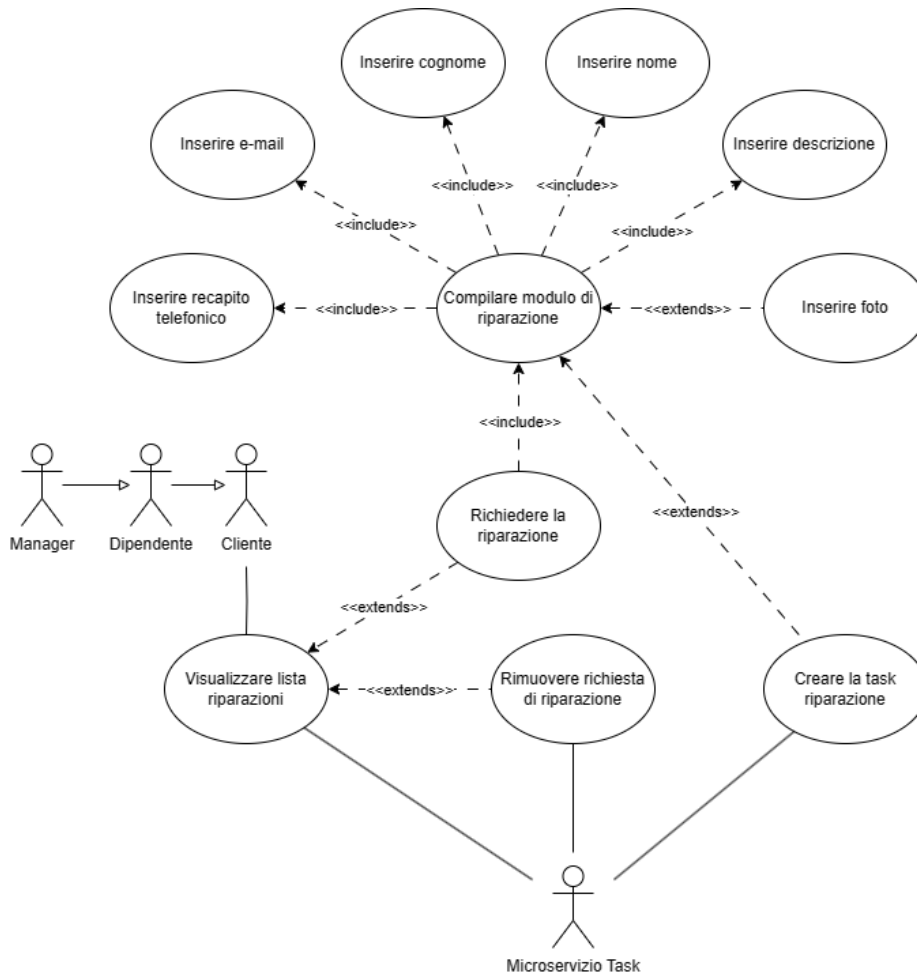 Inserire cognome
Inserire nome
Inserire e-mail
Inserire descrizione
<<include>>
<<include>>
<<include>>
<<include>>
Inserire recapito
telefonico
<<include>>
Compilare modulo di
riparazione
<<extends>>
Inserire foto
<<include>>
Manager
Dipendente
Cliente
Richiedere la
riparazione
<<extends>>
<<extends>>
Visualizzare lista
riparazioni
<<extends>>
Rimuovere richiesta
di riparazione
Creare la task
riparazione
Microservizio Task